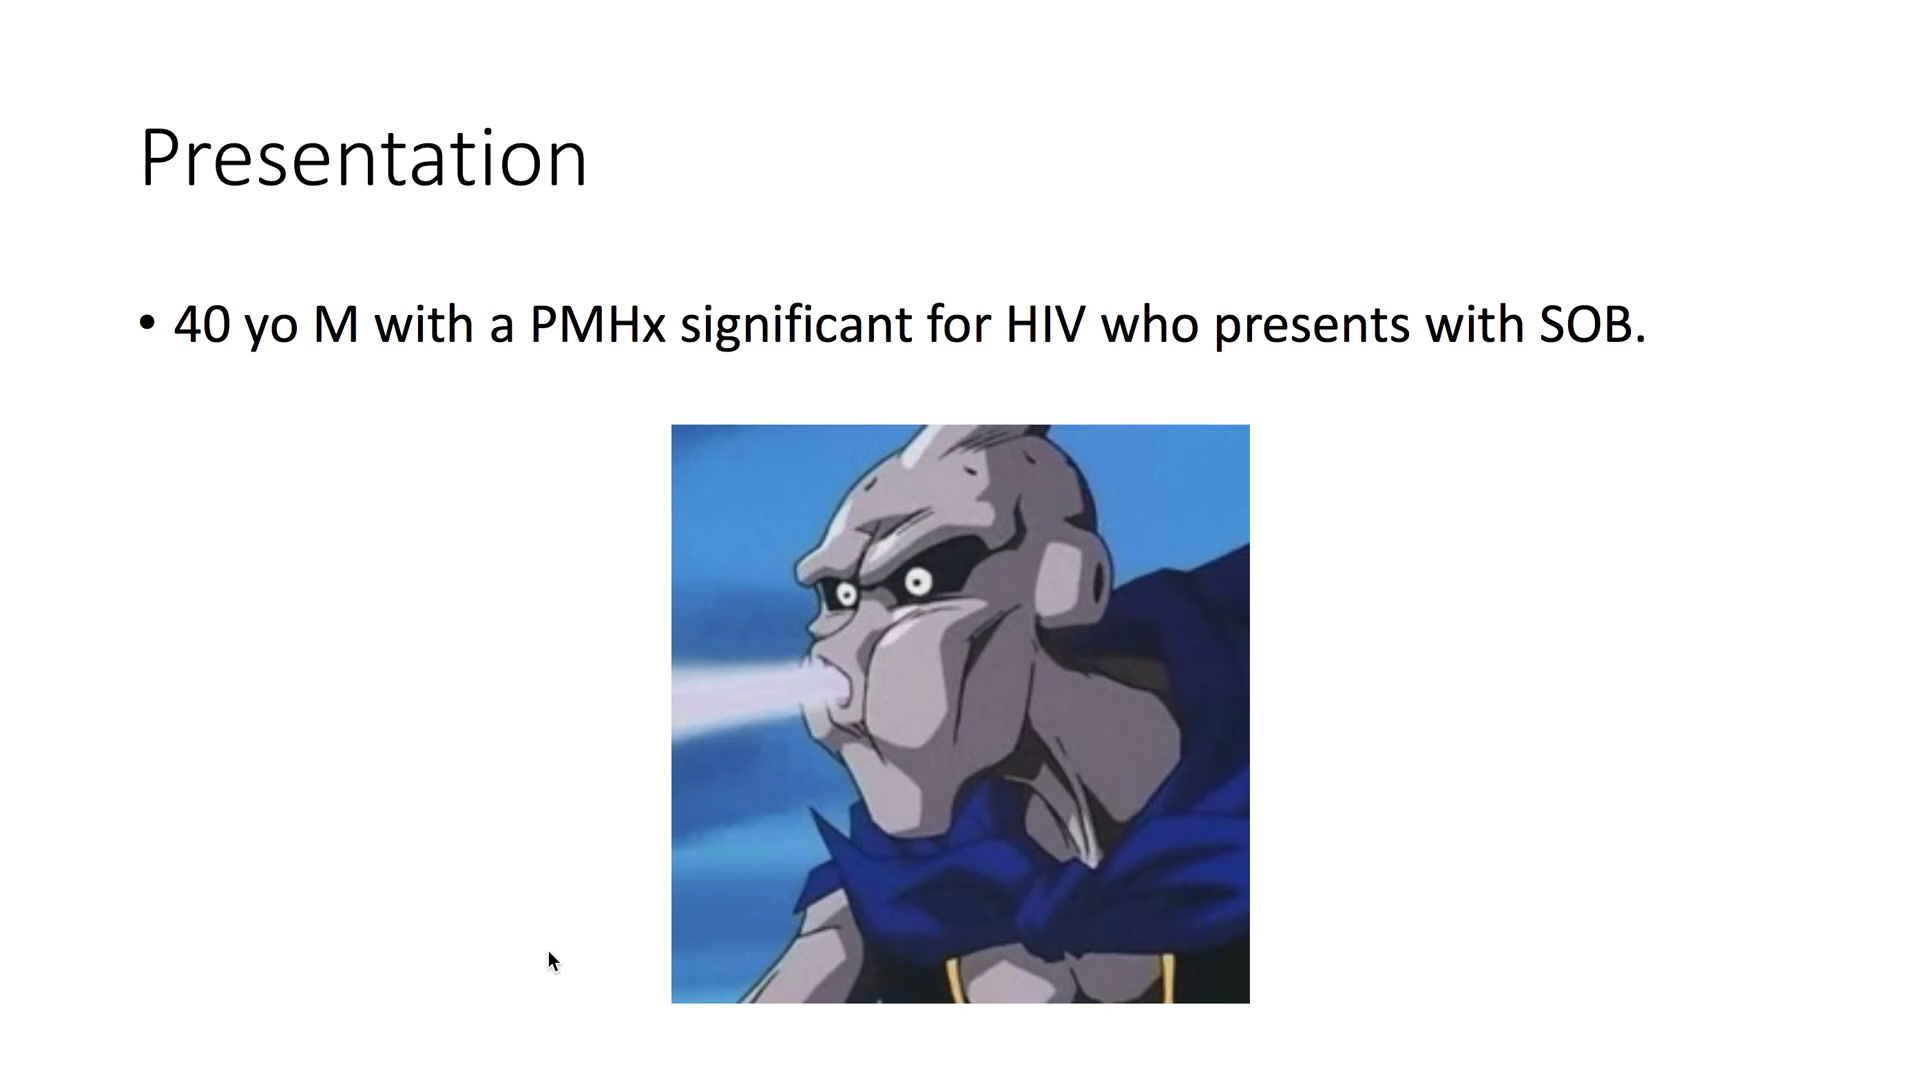 Presentation
• 40 yo M with a PMHx significant for HIV who presents with SOB.